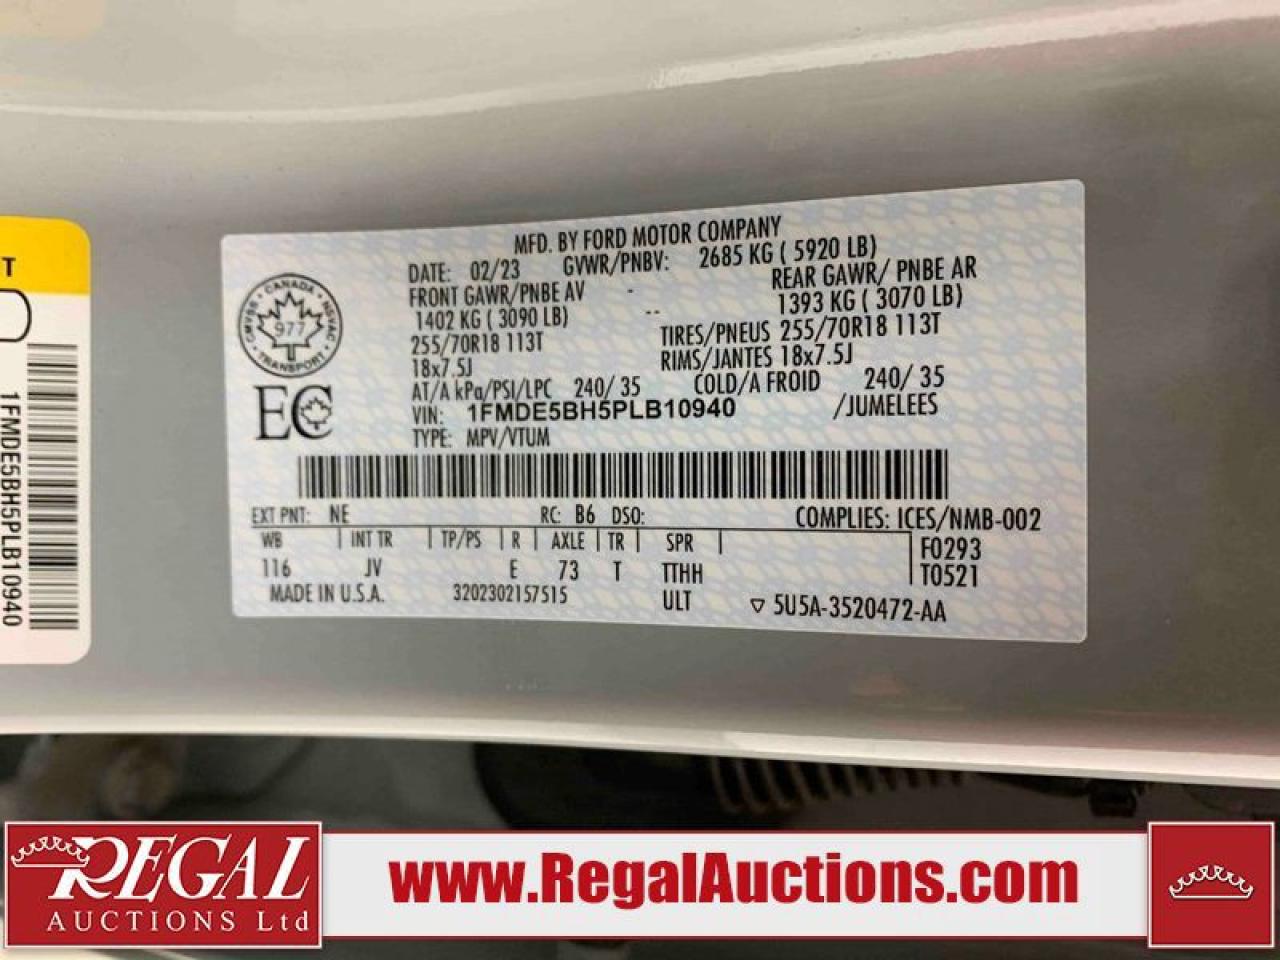 MFD. BY FORD MOTOR COMPANY
DATE: 02/23 GVWR/PNBV: 2685 KG ( 5920 LB)
FRONT GAWR/PNBE AV - REAR GAWR/ PNBE AR
1402 KG ( 3090 LB) -- 1393 KG ( 3070 LB)
255/70R18 113T TIRES/PNEUS 255/70R18 113T
18x7.5J RIMS/JANTES 18x7.5J
AT/A kPa/PSI/LPC 240/ 35 COLD/A FROID 240/ 35
VIN: 1FMDE5BH5PLB10940 /JUMELEES
TYPE: MPV/VTUM
CANADA
CMVSS NSVAC
977
TRANSPORT
EC
EXT PNT: NE RC: B6 DSO: COMPLIES: ICES/NMB-002
WB INT TR TP/PS R AXLE TR SPR F0293
116 JV E 73 T TTHH T0521
MADE IN U.S.A. 3202302157515 ULT ▽ 5U5A-3520472-AA
T
1FMDE5BH5PLB10940
REGAL
AUCTIONS Ltd
www.RegalAuctions.com